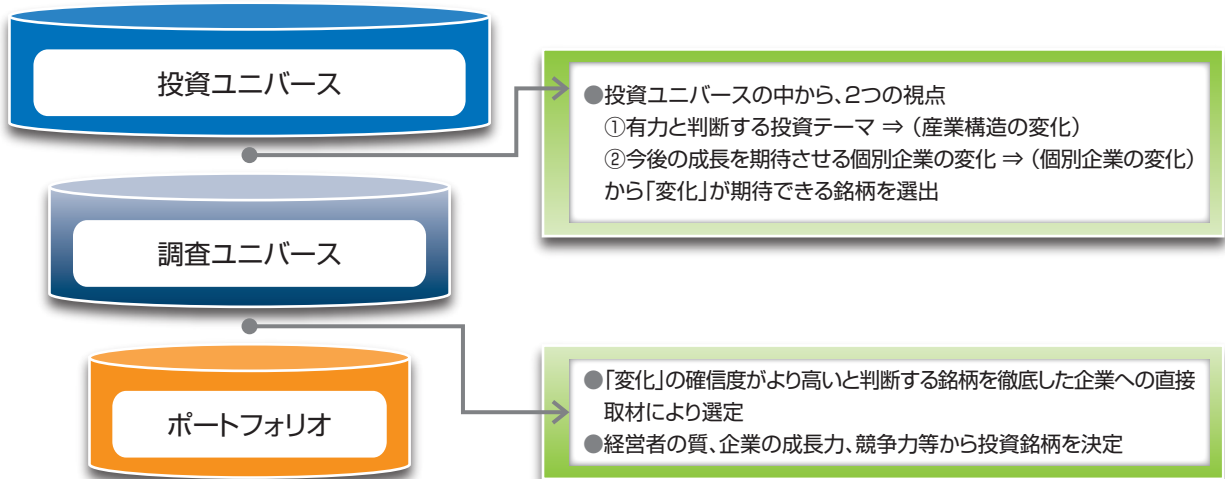 投資ユニバース
●投資ユニバースの中から、2つの視点
①有力と判断する投資テーマ ⇒ (産業構造の変化)
②今後の成長を期待させる個別企業の変化 ⇒ (個別企業の変化)
から「変化」が期待できる銘柄を選出
調査ユニバース
ポートフォリオ
●「変化」の確信度がより高いと判断する銘柄を徹底した企業への直接
取材により選定
●経営者の質、企業の成長力、競争力等から投資銘柄を決定